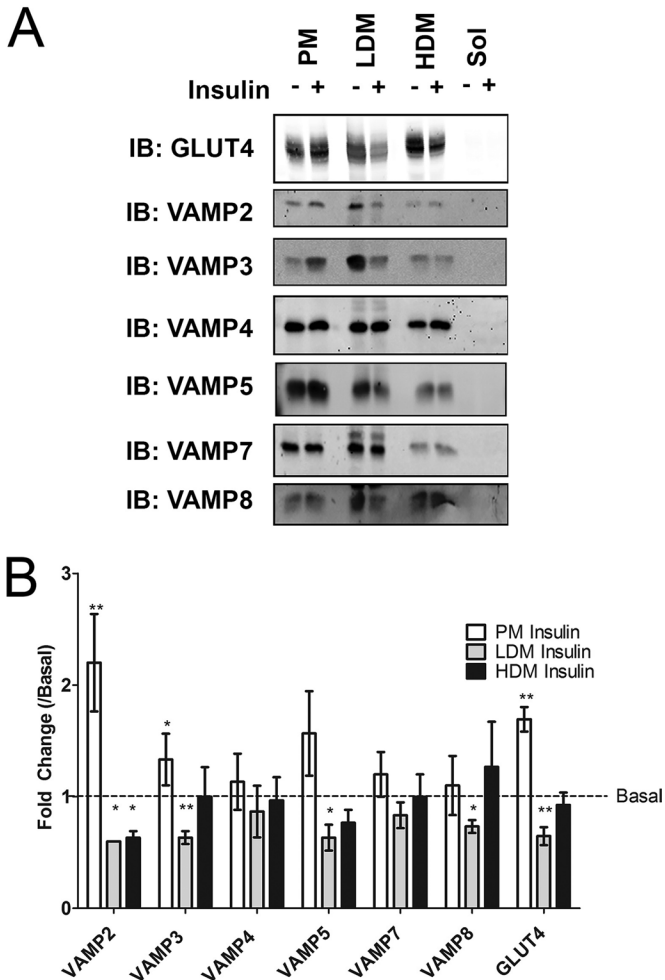 A
PM LDM HDM Sol
Insulin - + - + - + - +
IB: GLUT4
IB: VAMP2
IB: VAMP3
IB: VAMP4
IB: VAMP5
IB: VAMP7
IB: VAMP8
B
Fold Change (/Basal)
3
2
1
0
** * * * ** * * ** **
PM Insulin
LDM Insulin
HDM Insulin
Basal
VAMP2 VAMP3 VAMP4 VAMP5 VAMP7 VAMP8 GLUT4